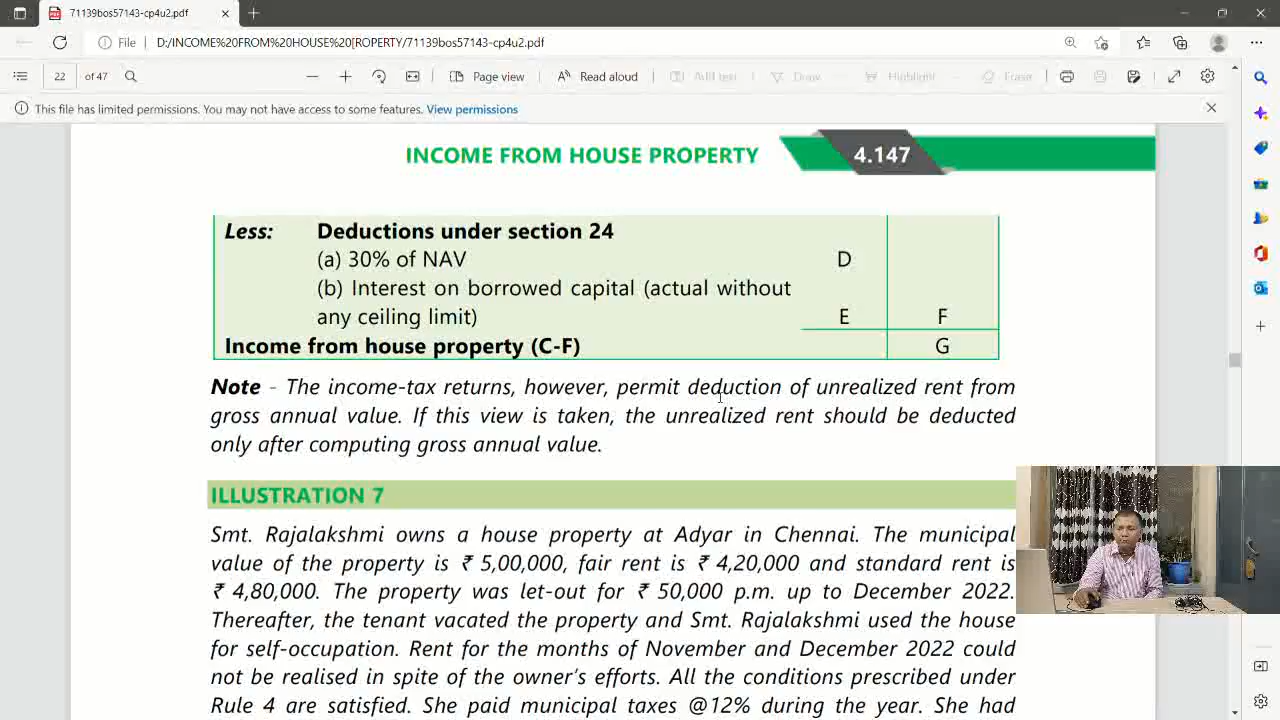 71139bos57143-cp4u2.pdf
File D:/INCOME%20FROM%20HOUSE%20[ROPERTY/71139bos57143-cp4u2.pdf
22 of 47 Page view Read aloud Add text Draw Highlight Erase
This file has limited permissions. You may not have access to some features. View permissions
INCOME FROM HOUSE PROPERTY 4.147
Less: Deductions under section 24
(a) 30% of NAV D
(b) Interest on borrowed capital (actual without
any ceiling limit) E F
Income from house property (C-F) G
Note - The income-tax returns, however, permit deduction of unrealized rent from
gross annual value. If this view is taken, the unrealized rent should be deducted
only after computing gross annual value.
ILLUSTRATION 7
Smt. Rajalakshmi owns a house property at Adyar in Chennai. The municipal
value of the property is ₹ 5,00,000, fair rent is ₹ 4,20,000 and standard rent is
₹ 4,80,000. The property was let-out for ₹ 50,000 p.m. up to December 2022.
Thereafter, the tenant vacated the property and Smt. Rajalakshmi used the house
for self-occupation. Rent for the months of November and December 2022 could
not be realised in spite of the owner's efforts. All the conditions prescribed under
Rule 4 are satisfied. She paid municipal taxes @12% during the year. She had